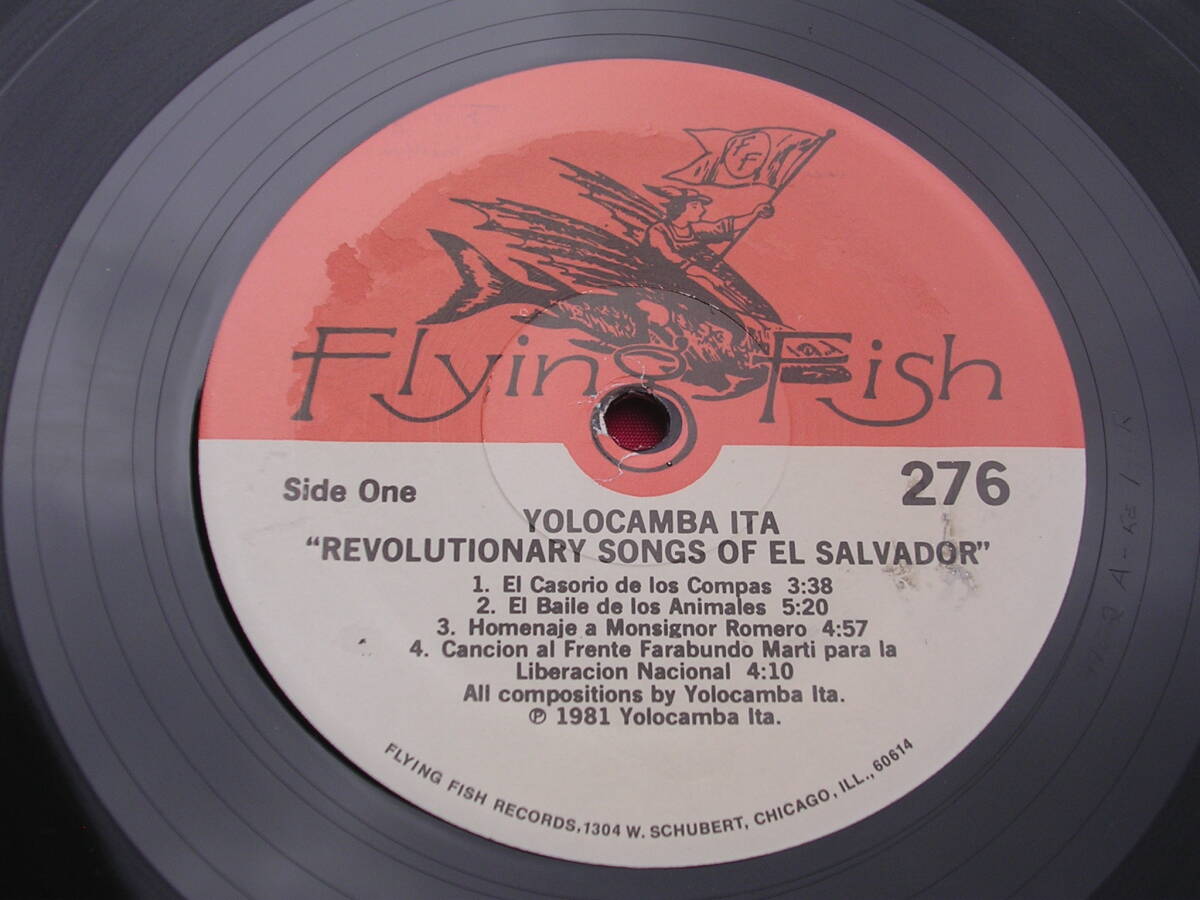 FF
Flying Fish
Side One
276
YOLOCAMBA ITA
"REVOLUTIONARY SONGS OF EL SALVADOR"
1. El Casorio de los Compas 3:38
2. El Baile de los Animales 5:20
3. Homenaje a Monsignor Romero 4:57
4. Cancion al Frente Farabundo Marti para la
Liberacion Nacional 4:10
All compositions by Yolocamba Ita.
℗ 1981 Yolocamba Ita.
FLYING FISH RECORDS, 1304 W. SCHUBERT, CHICAGO, ILL., 60614